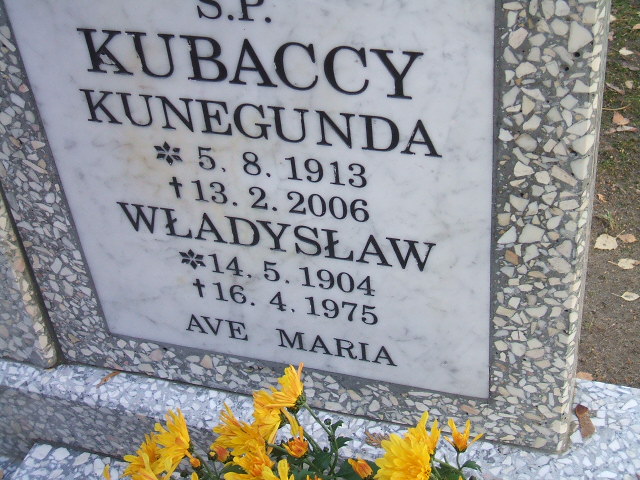 Ś.P.
KUBACCY
KUNEGUNDA
* 5. 8. 1913
† 13. 2. 2006
WŁADYSŁAW
* 14. 5. 1904
† 16. 4. 1975
AVE MARIA